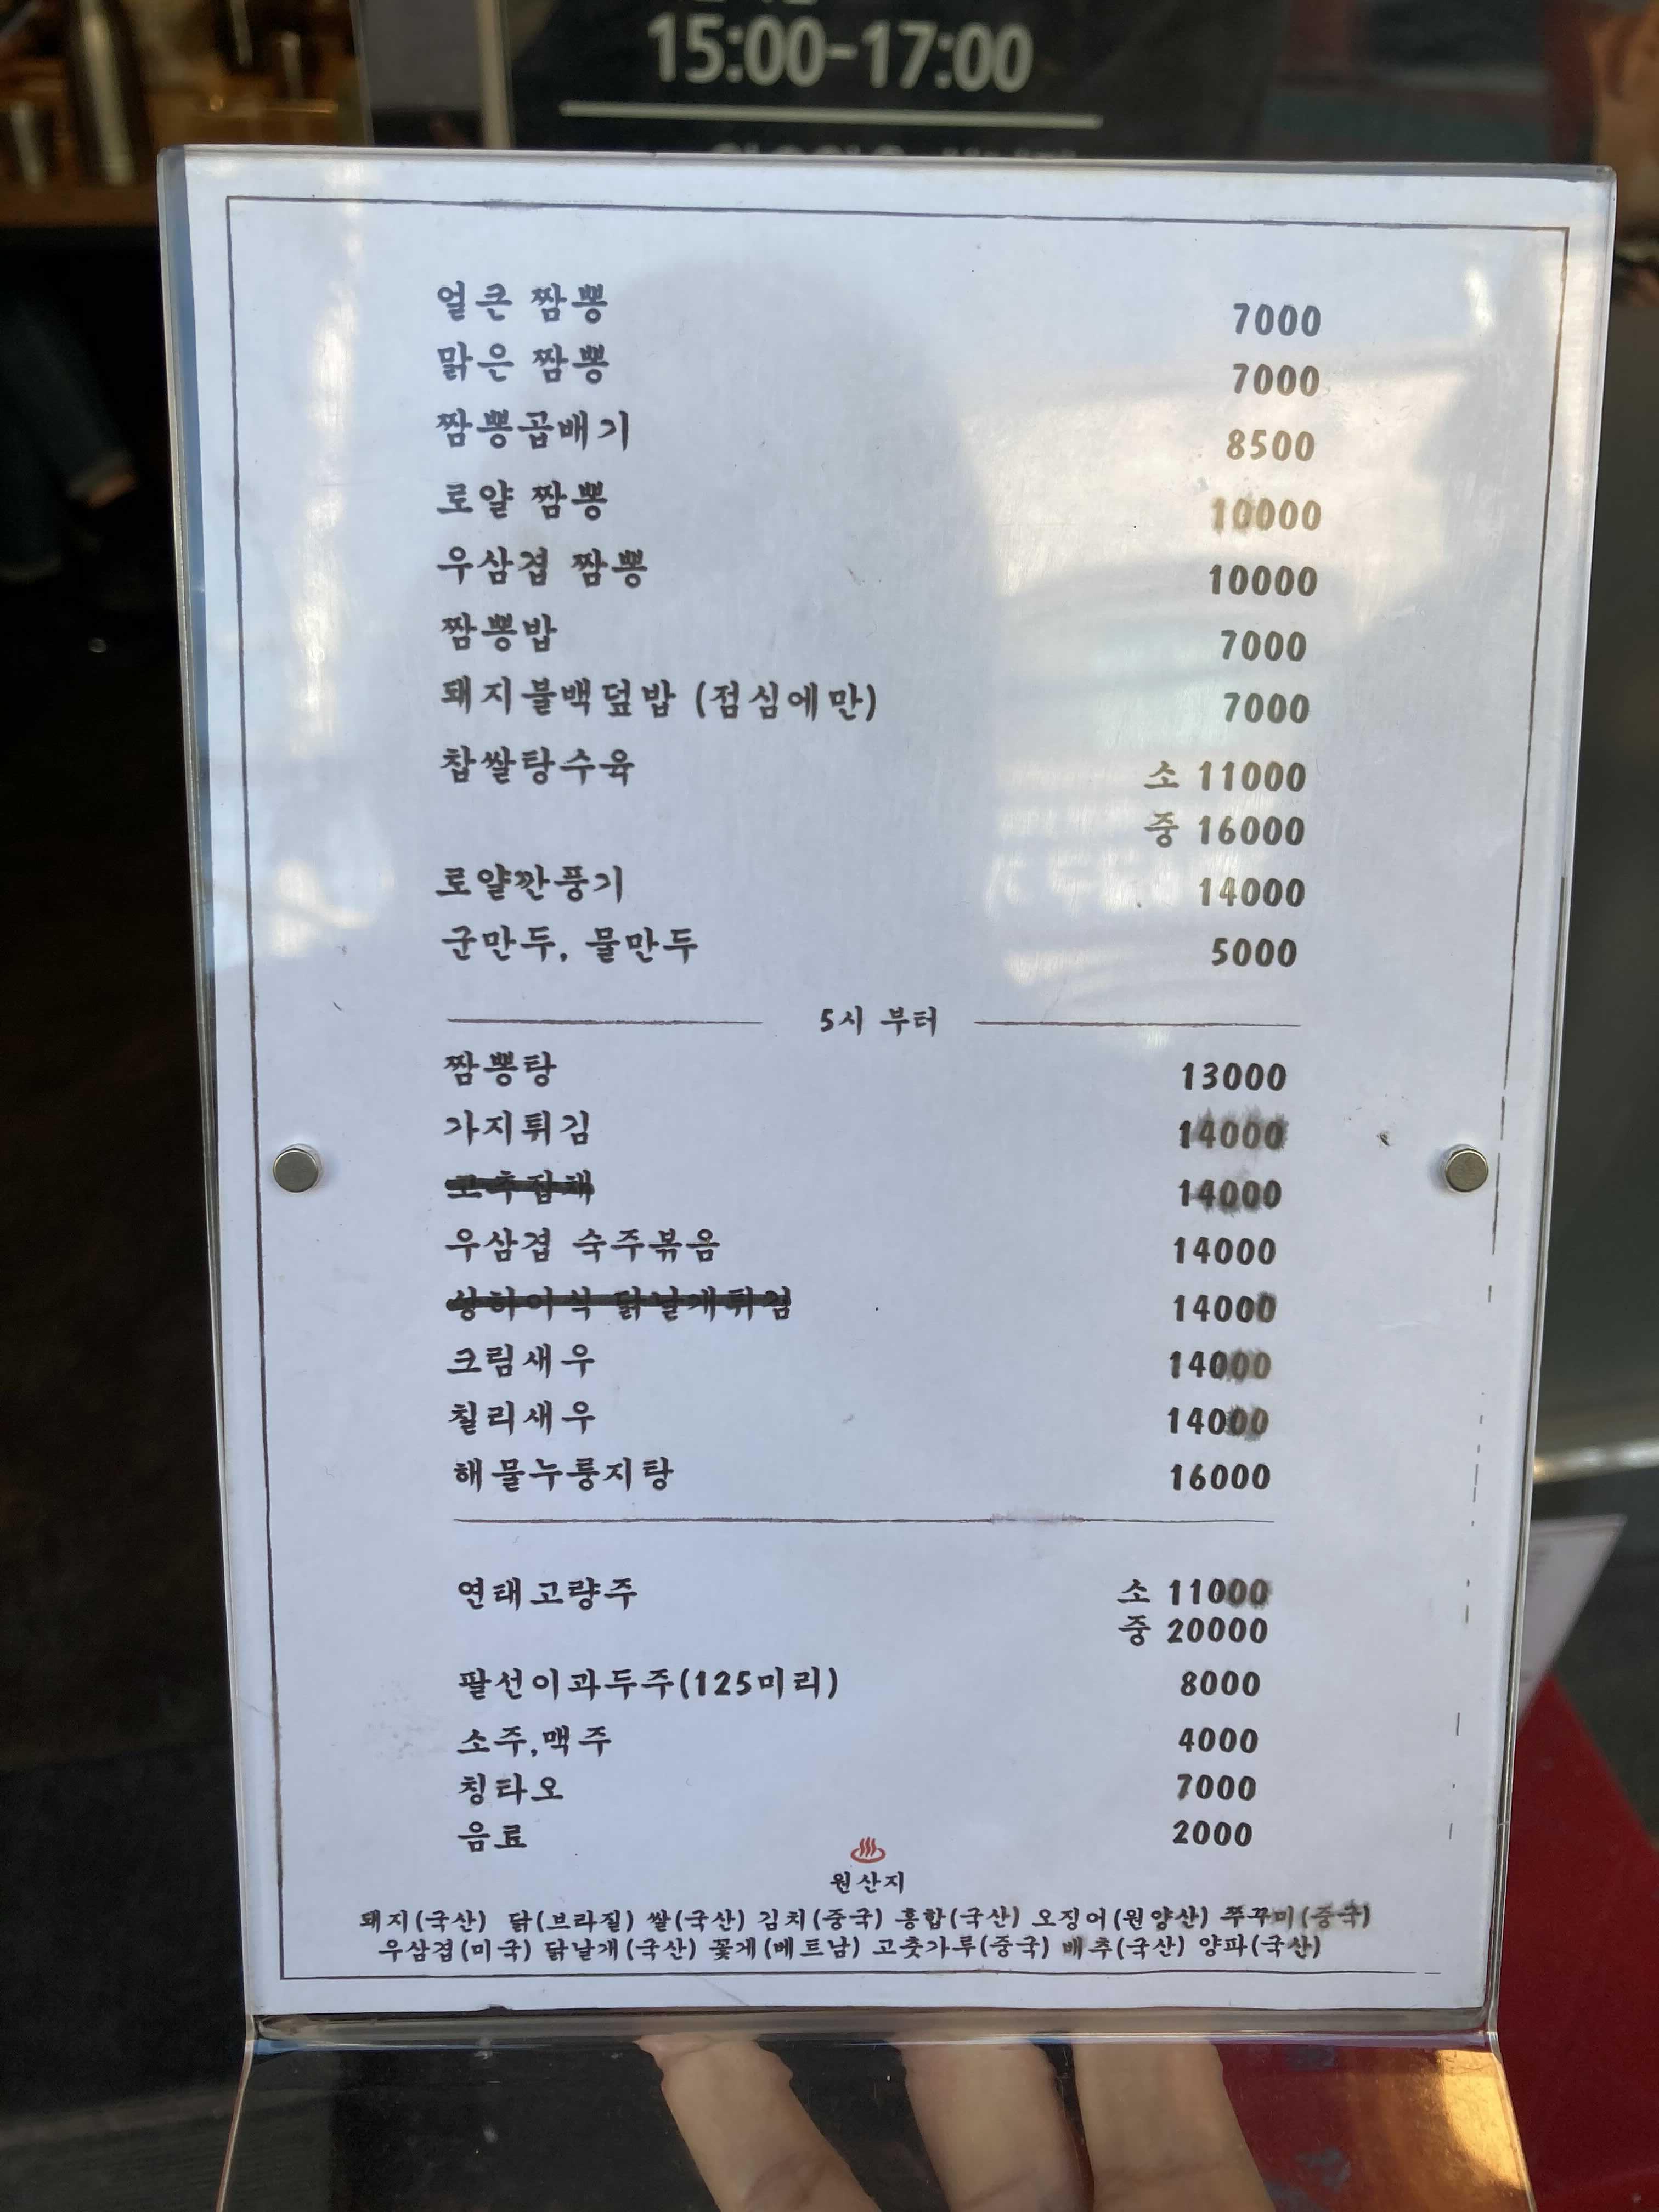 15:00-17:00
얼큰 짬뽕 7000
맑은 짬뽕 7000
짬뽕곱배기 8500
로얄 짬뽕 10000
우삼겹 짬뽕 10000
짬뽕밥 7000
돼지불백덮밥 (점심에만) 7000
찹쌀탕수육 소 11000
중 16000
로얄깐풍기 14000
군만두, 물만두 5000
5시 부터
짬뽕탕 13000
가지튀김 14000
고추잡채 14000
우삼겹 숙주볶음 14000
상하이식 닭날개튀김 14000
크림새우 14000
칠리새우 14000
해물누룽지탕 16000
연태고량주 소 11000
중 20000
팔선이과두주(125미리) 8000
소주,맥주 4000
칭타오 7000
음료 2000
원산지
돼지(국산) 닭(브라질) 쌀(국산) 김치(중국) 홍합(국산) 오징어(원양산) 쭈꾸미(중국)
우삼겹(미국) 닭날개(국산) 꽃게(베트남) 고춧가루(중국) 배추(국산) 양파(국산)